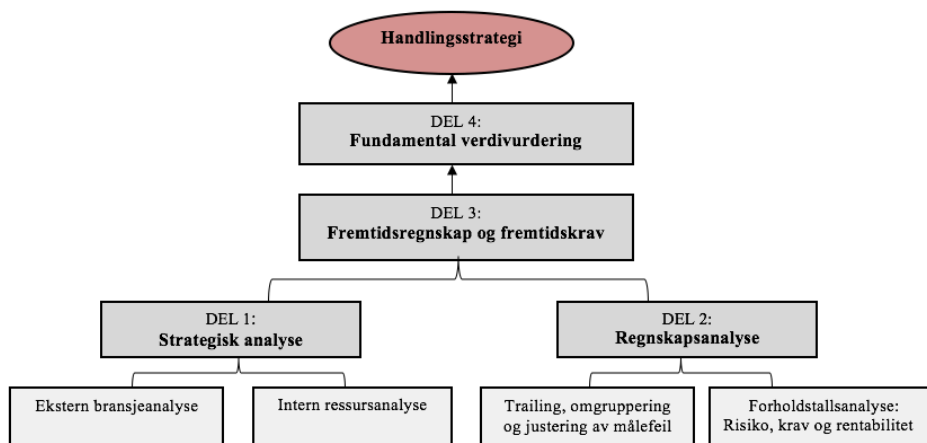 Handlingsstrategi
DEL 4:
Fundamental verdivurdering
DEL 3:
Fremtidsregnskap og fremtidskrav
DEL 1:
Strategisk analyse
DEL 2:
Regnskapsanalyse
Ekstern bransjeanalyse
Intern ressursanalyse
Trailing, omgruppering
og justering av målefeil
Forholdstallsanalyse:
Risiko, krav og rentabilitet